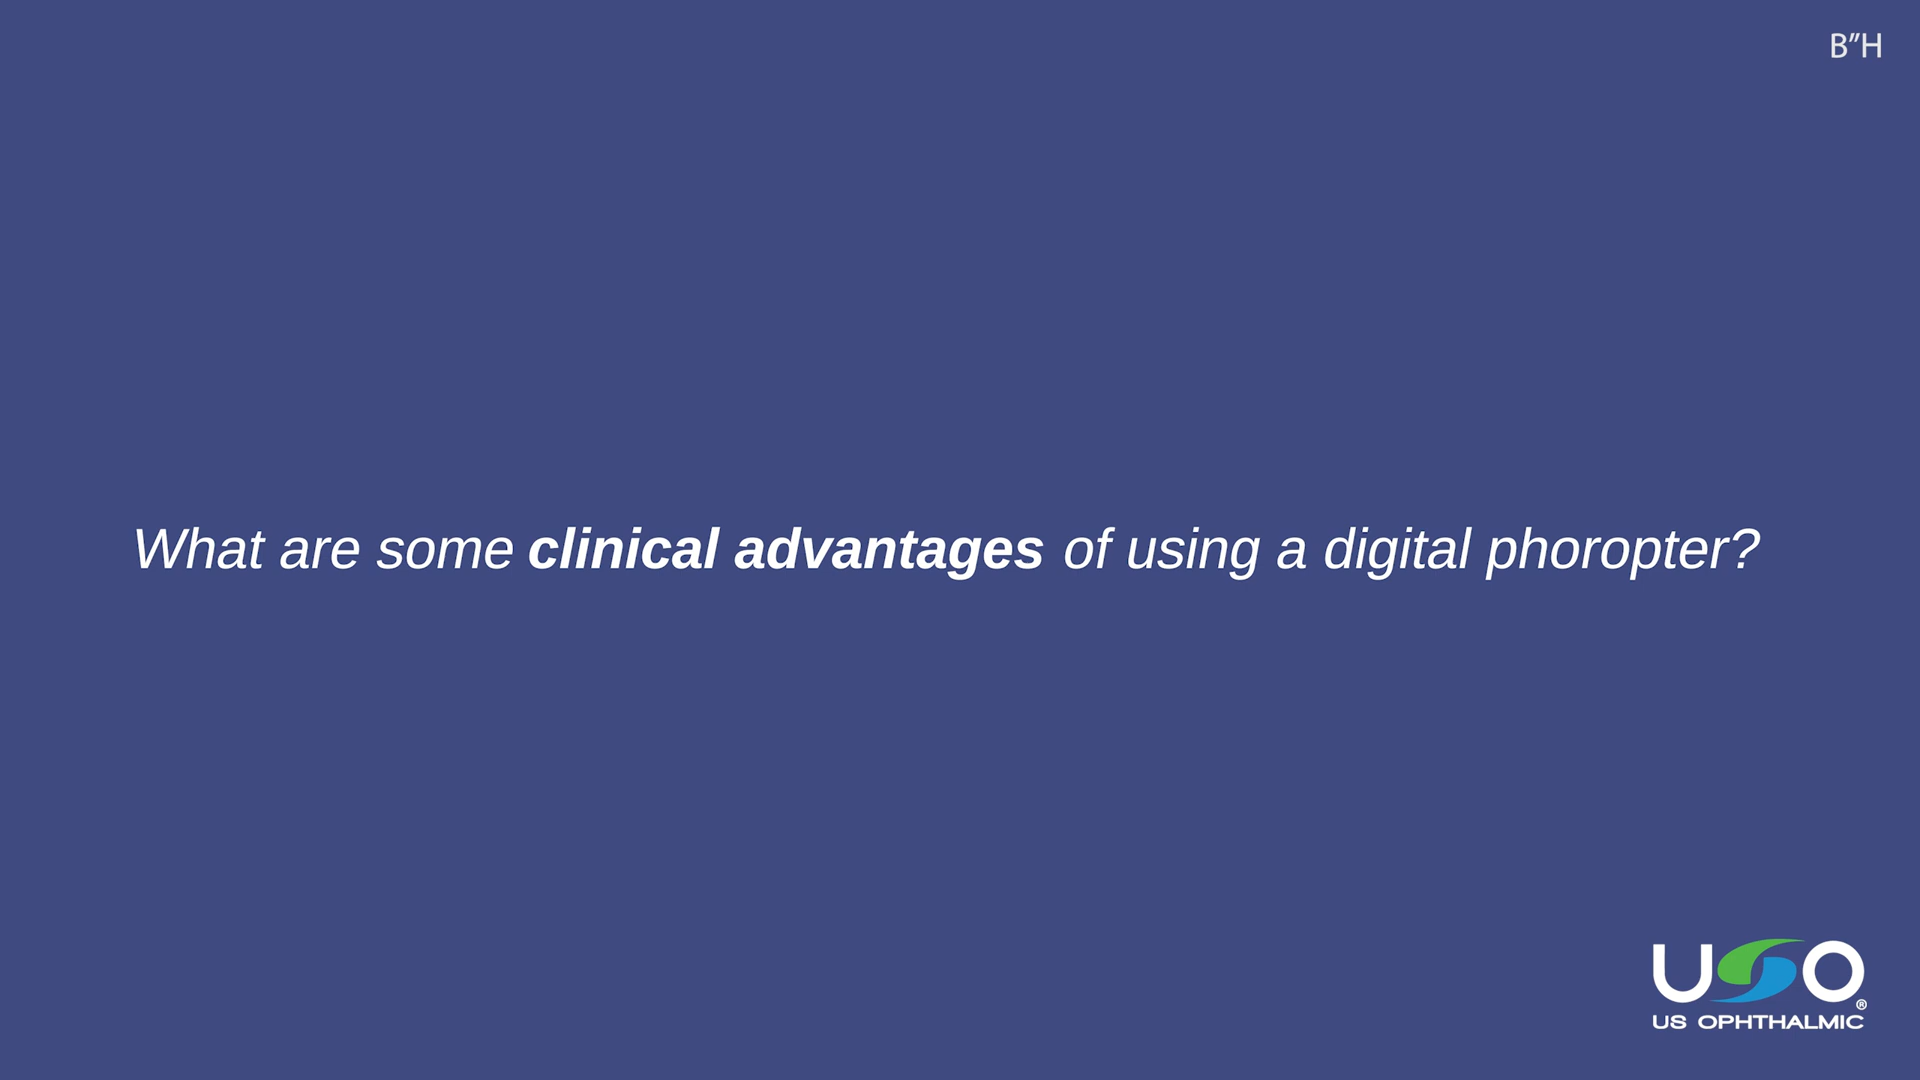 B"H
What are some clinical advantages of using a digital phoropter?
USO®
US OPHTHALMIC